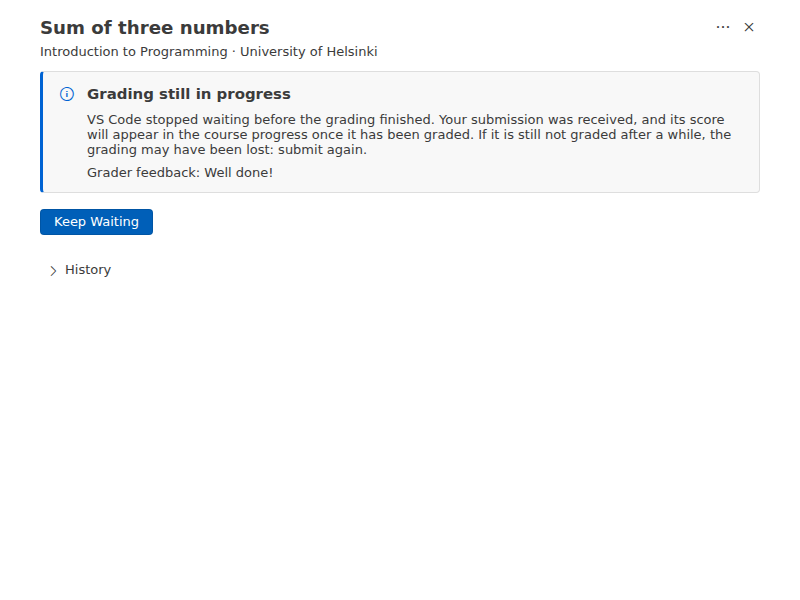 Sum of three numbers
Introduction to Programming · University of Helsinki
Grading still in progress
VS Code stopped waiting before the grading finished. Your submission was received, and its score
will appear in the course progress once it has been graded. If it is still not graded after a while, the
grading may have been lost: submit again.
Grader feedback: Well done!
Keep Waiting
History